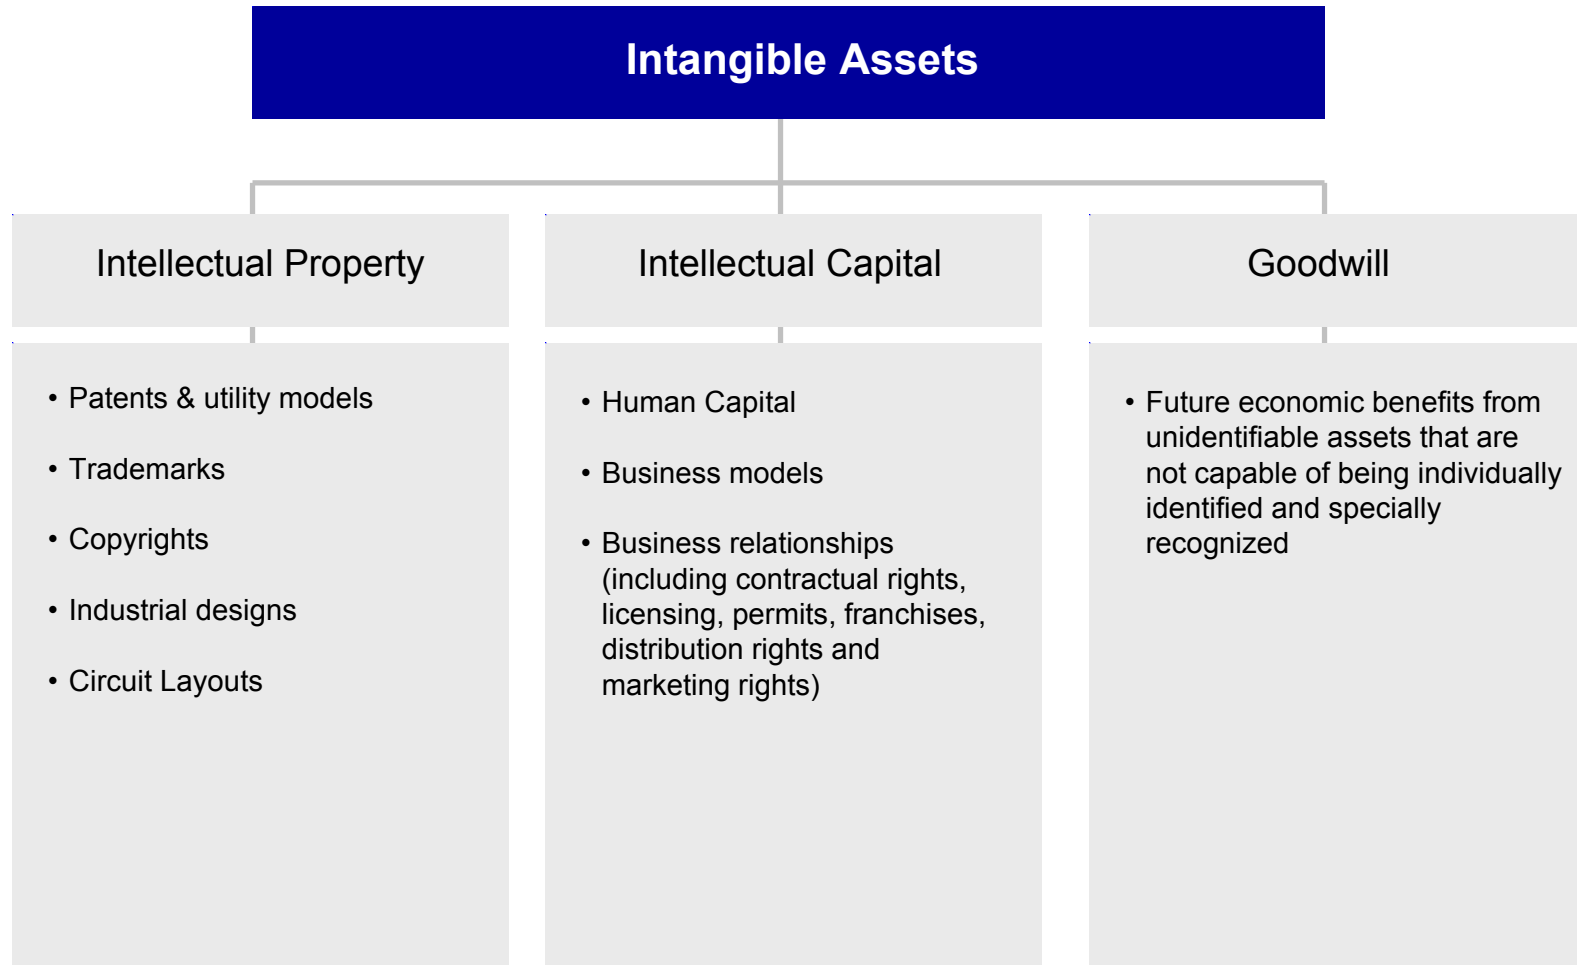 Intangible Assets
Intellectual Property
Intellectual Capital
Goodwill
• Patents & utility models
• Trademarks
• Copyrights
• Industrial designs
• Circuit Layouts
• Human Capital
• Business models
• Business relationships
(including contractual rights,
licensing, permits, franchises,
distribution rights and
marketing rights)
• Future economic benefits from
unidentifiable assets that are
not capable of being individually
identified and specially
recognized